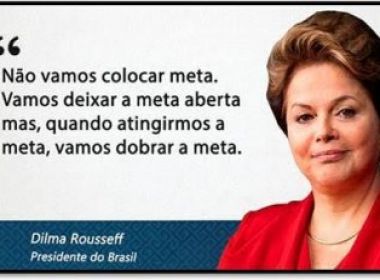 “
Não vamos colocar meta.
Vamos deixar a meta aberta
mas, quando atingirmos a
meta, vamos dobrar a meta.
Dilma Rousseff
Presidente do Brasil